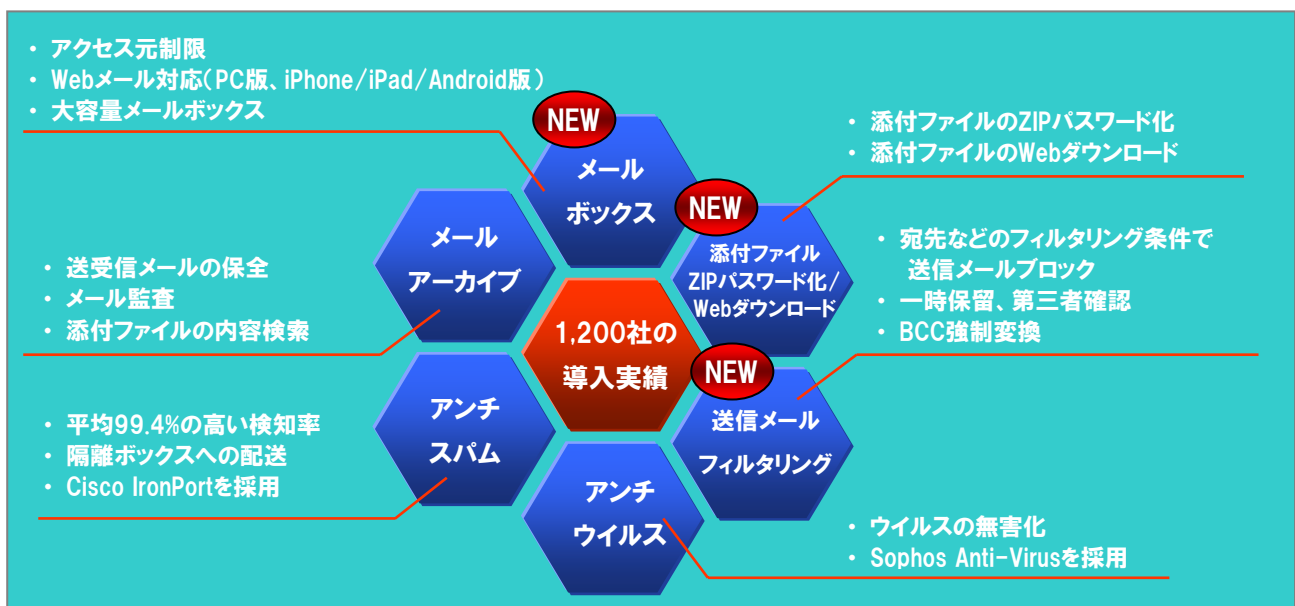 ・ アクセス元制限
・ Webメール対応(PC版、iPhone/iPad/Android版)
・ 大容量メールボックス
NEW
メール
ボックス
・ 添付ファイルのZIPパスワード化
・ 添付ファイルのWebダウンロード
NEW
添付ファイル
ZIPパスワード化/
Webダウンロード
メール
アーカイブ
・ 送受信メールの保全
・ メール監査
・ 添付ファイルの内容検索
・ 宛先などのフィルタリング条件で
送信メールブロック
・ 一時保留、第三者確認
・ BCC強制変換
1,200社の
導入実績
NEW
送信メール
フィルタリング
アンチ
スパム
・ 平均99.4%の高い検知率
・ 隔離ボックスへの配送
・ Cisco IronPortを採用
アンチ
ウイルス
・ ウイルスの無害化
・ Sophos Anti-Virusを採用